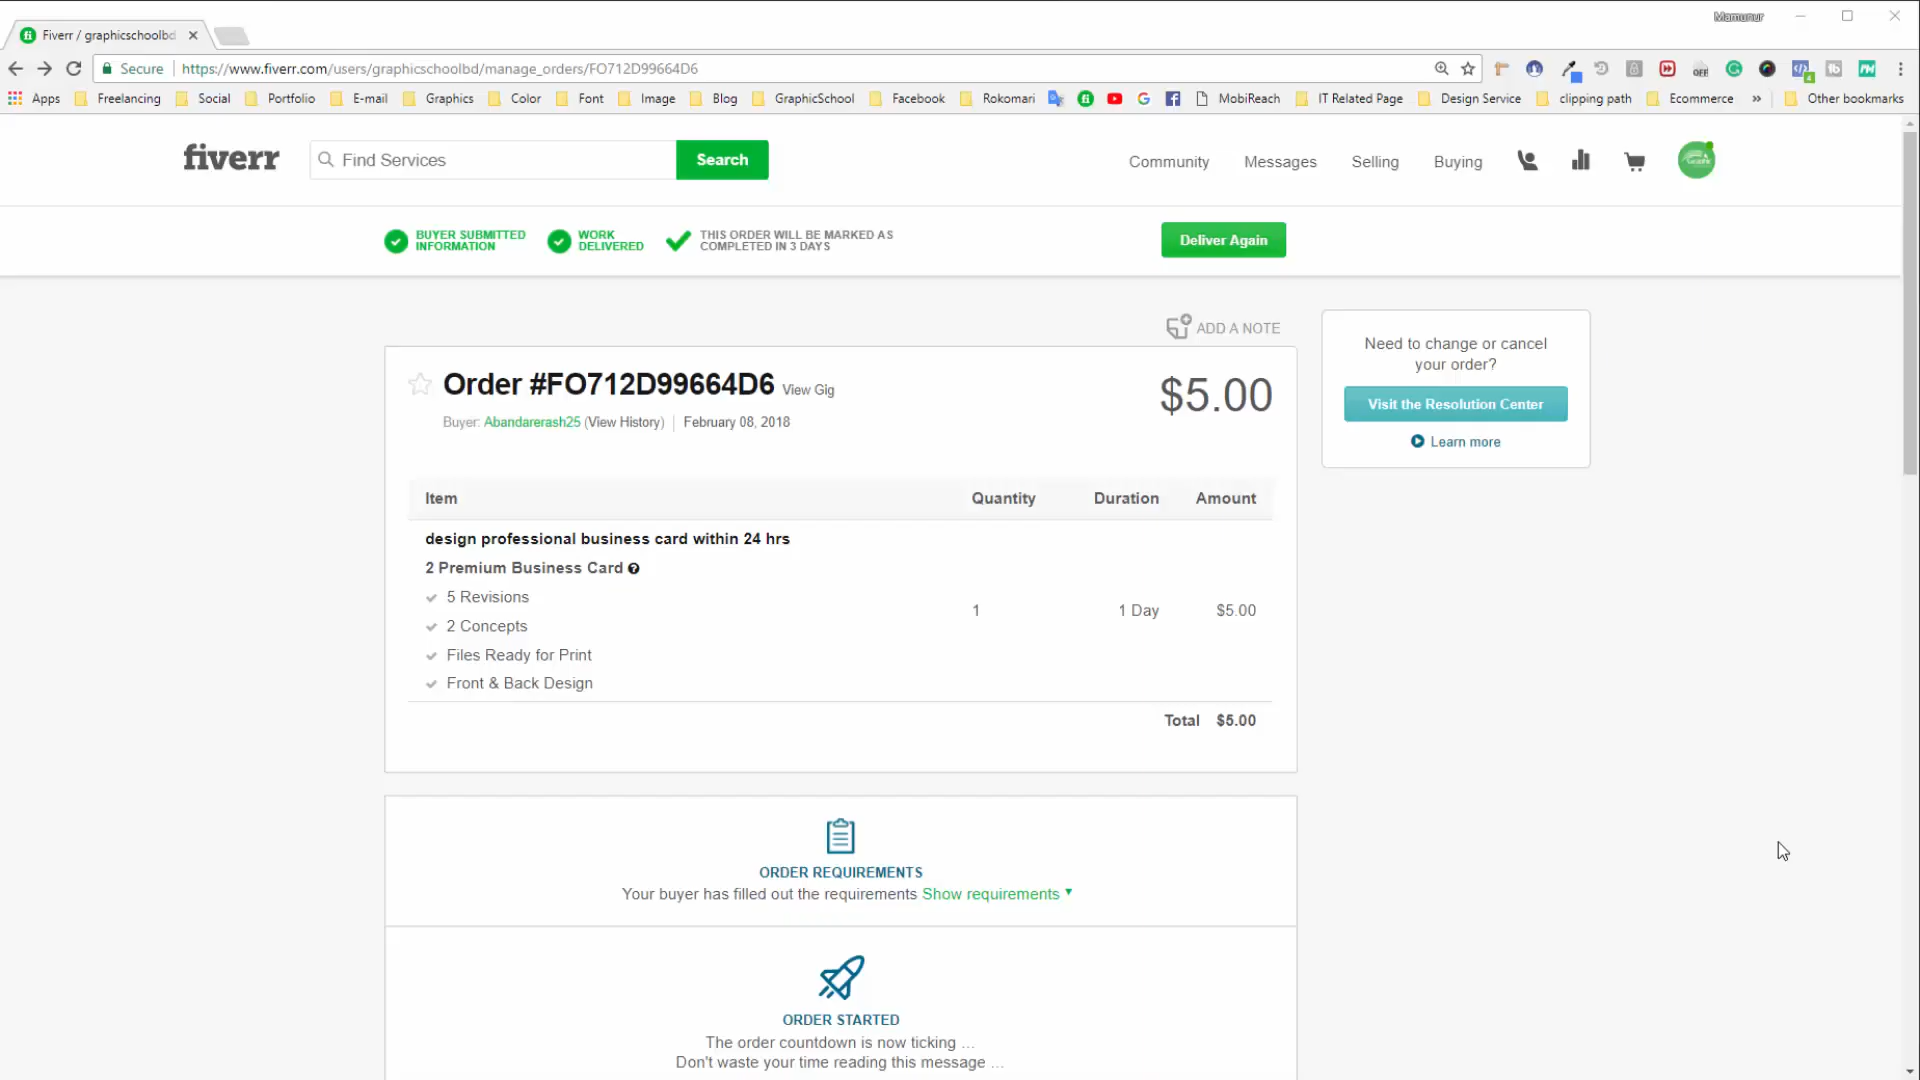 Mamunur
Fiverr / graphicschoolbd
Secure | https://www.fiverr.com/users/graphicschoolbd/manage_orders/FO712D99664D6
Apps Freelancing Social Portfolio E-mail Graphics Color Font Image Blog GraphicSchool Facebook Rokomari MobiReach IT Related Page Design Service clipping path Ecommerce » Other bookmarks
fiverr Find Services Search Community Messages Selling Buying
BUYER SUBMITTED INFORMATION
WORK DELIVERED
THIS ORDER WILL BE MARKED AS COMPLETED IN 3 DAYS
Deliver Again
ADD A NOTE
Need to change or cancel
your order?
Visit the Resolution Center
Learn more
Order #FO712D99664D6 View Gig
$5.00
Buyer: Abandarerash25 (View History) | February 08, 2018
Item Quantity Duration Amount
design professional business card within 24 hrs
2 Premium Business Card
5 Revisions
1 1 Day $5.00
2 Concepts
Files Ready for Print
Front & Back Design
Total $5.00
ORDER REQUIREMENTS
Your buyer has filled out the requirements Show requirements
ORDER STARTED
The order countdown is now ticking ...
Don't waste your time reading this message ...